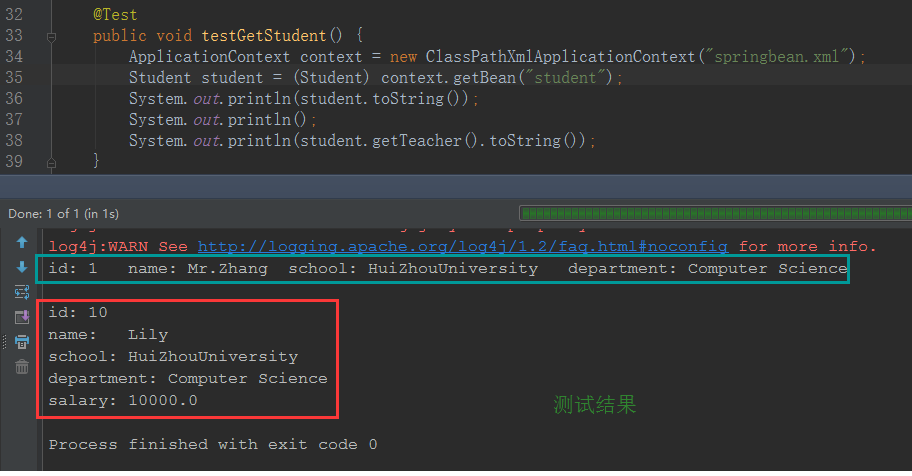 32 @Test
33 public void testGetStudent() {
34 ApplicationContext context = new ClassPathXmlApplicationContext("springbean.xml");
35 Student student = (Student) context.getBean("student");
36 System.out.println(student.toString());
37 System.out.println();
38 System.out.println(student.getTeacher().toString());
39 }
Done: 1 of 1 (in 1s)
log4j:WARN See http://logging.apache.org/log4j/1.2/faq.html#noconfig for more info.
id: 1 name: Mr.Zhang school: HuiZhouUniversity department: Computer Science
id: 10
name: Lily
school: HuiZhouUniversity
department: Computer Science
salary: 10000.0
测试结果
Process finished with exit code 0